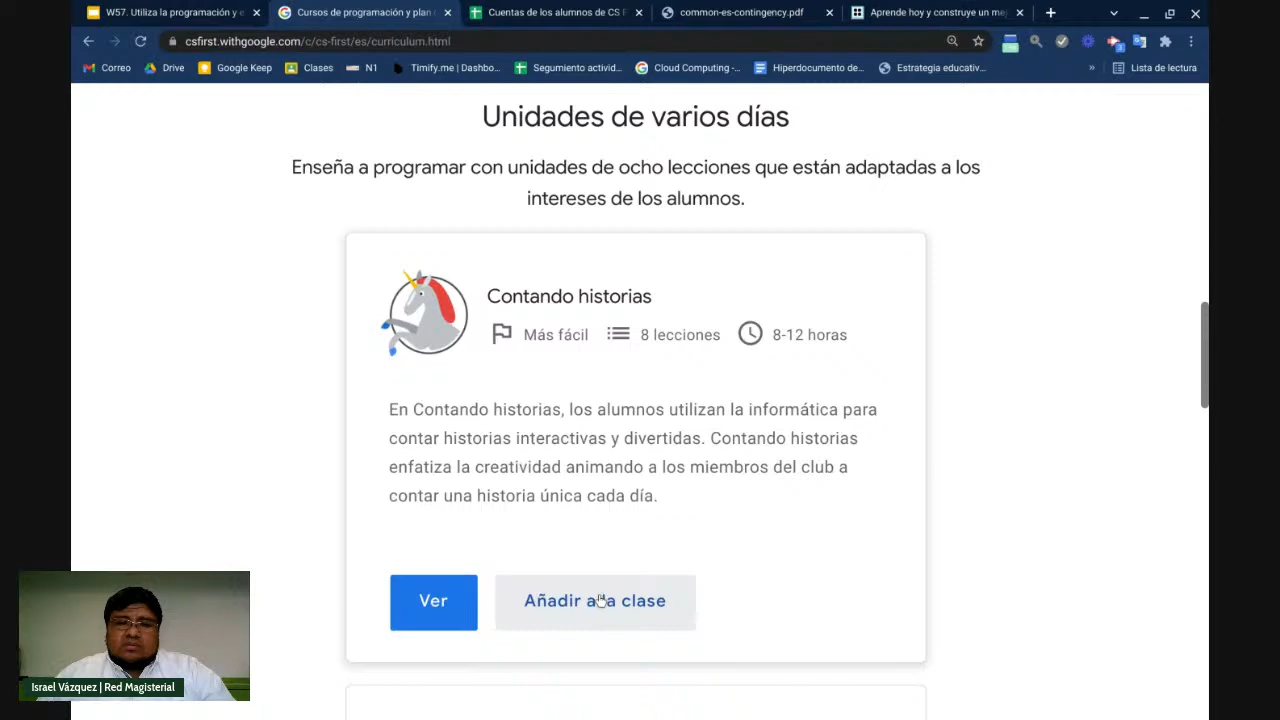 W57. Utiliza la programación y e
Cursos de programación y plan
Cuentas de los alumnos de CS F
common-es-contingency.pdf
Aprende hoy y construye un me
csfirst.withgoogle.com/c/cs-first/es/curriculum.html
Correo
Drive
Google Keep
Clases
N1
Timify.me | Dashbo...
Segumiento activid...
Cloud Computing -...
Hiperdocumento de...
Estrategia educativ...
»
Lista de lectura
Unidades de varios días
Enseña a programar con unidades de ocho lecciones que están adaptadas a los
intereses de los alumnos.
Contando historias
Más fácil
8 lecciones
8-12 horas
En Contando historias, los alumnos utilizan la informática para
contar historias interactivas y divertidas. Contando historias
enfatiza la creatividad animando a los miembros del club a
contar una historia única cada día.
Ver
Añadir a la clase
Israel Vázquez | Red Magisterial